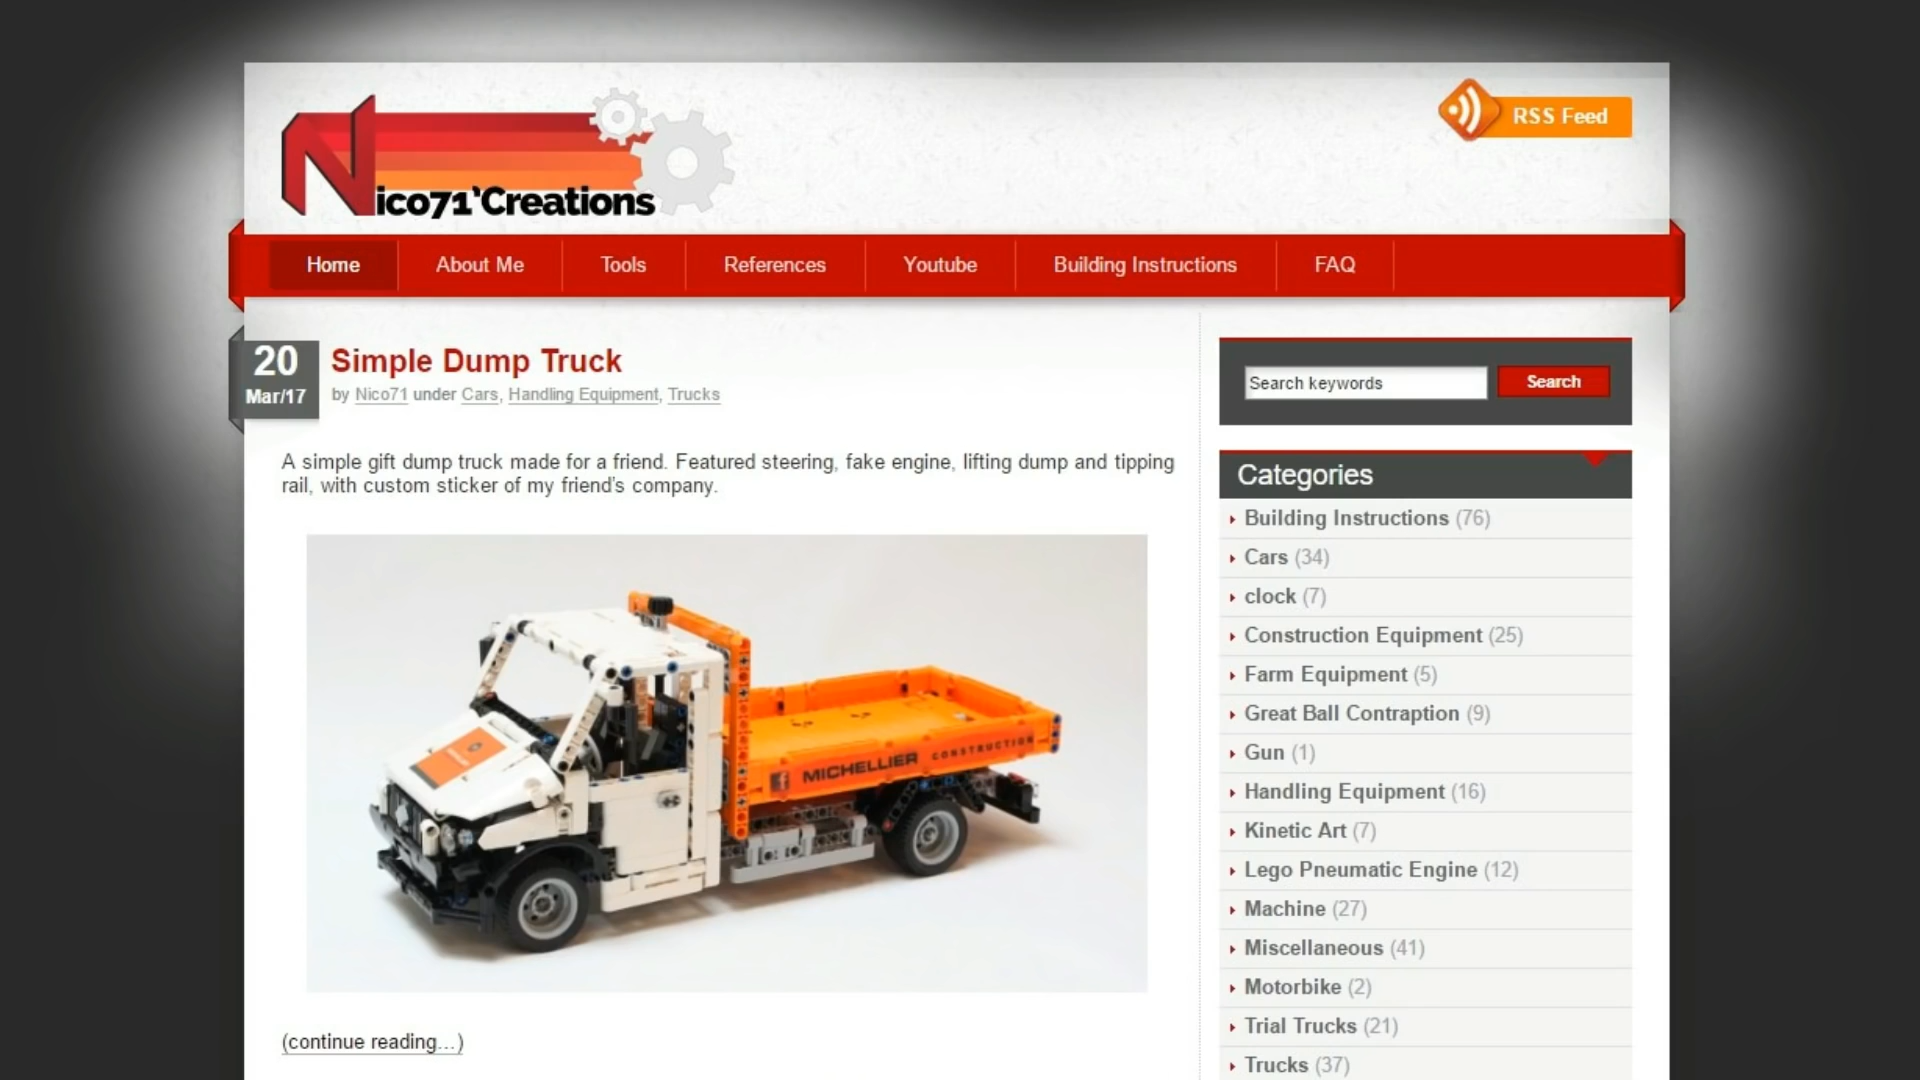 Nico71'Creations
RSS Feed
Home
About Me
Tools
References
Youtube
Building Instructions
FAQ
20
Mar/17
Simple Dump Truck
by Nico71 under Cars, Handling Equipment, Trucks
A simple gift dump truck made for a friend. Featured steering, fake engine, lifting dump and tipping
rail, with custom sticker of my friend's company.
MICHELLIER CONSTRUCTION
(continue reading...)
Search keywords
Search
Categories
Building Instructions (76)
Cars (34)
clock (7)
Construction Equipment (25)
Farm Equipment (5)
Great Ball Contraption (9)
Gun (1)
Handling Equipment (16)
Kinetic Art (7)
Lego Pneumatic Engine (12)
Machine (27)
Miscellaneous (41)
Motorbike (2)
Trial Trucks (21)
Trucks (37)